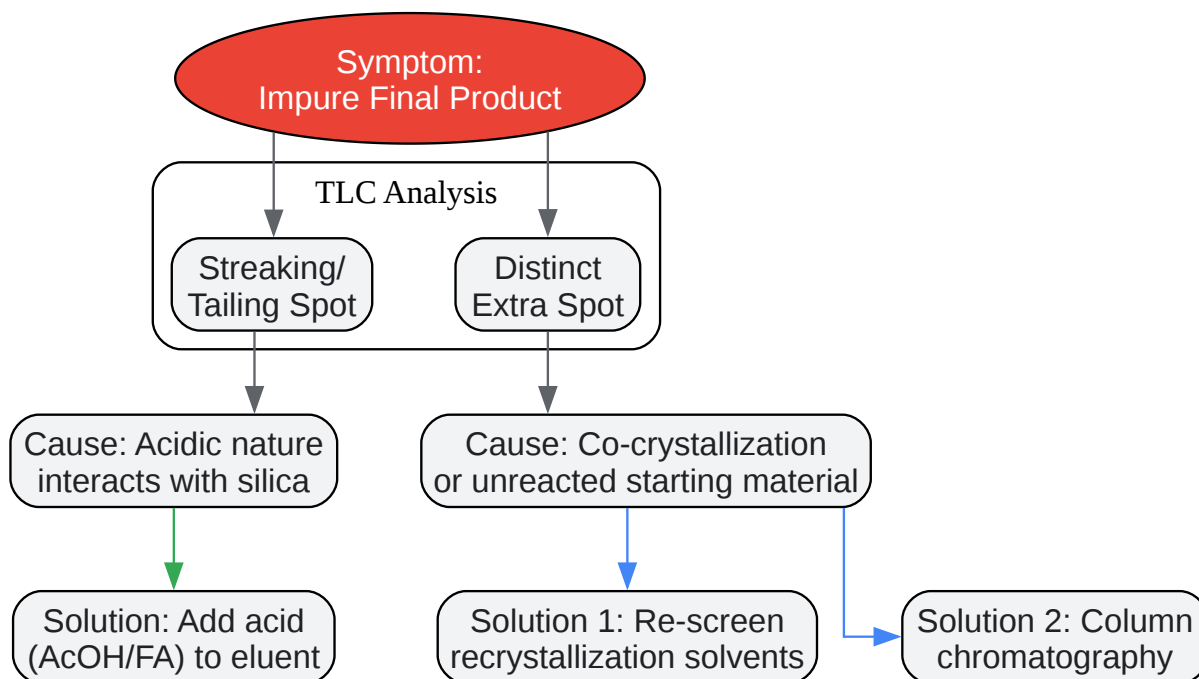 Symptom:
Impure Final Product
TLC Analysis
Streaking/
Tailing Spot
Distinct
Extra Spot
Cause: Acidic nature
interacts with silica
Cause: Co-crystallization
or unreacted starting material
Solution: Add acid
(AcOH/FA) to eluent
Solution 1: Re-screen
recrystallization solvents
Solution 2: Column
chromatography